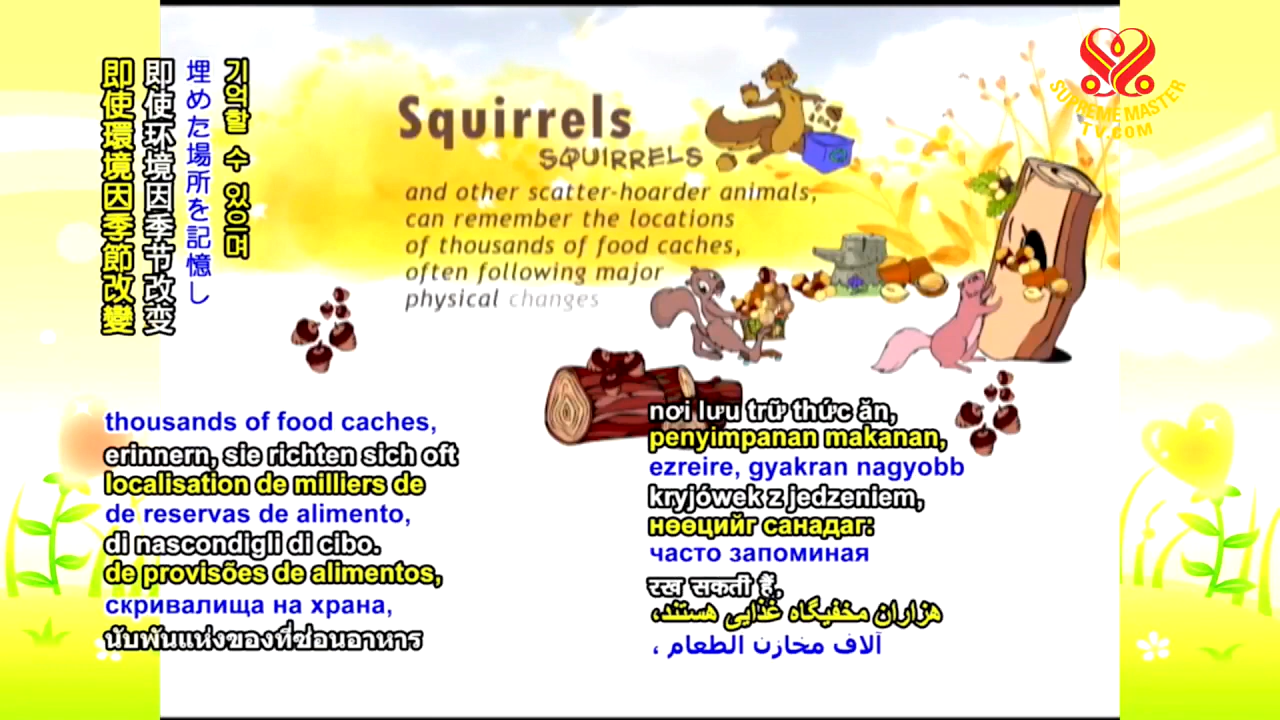 SUPREME MASTER
TV.COM
Squirrels
SQUIRRELS
and other scatter-hoarder animals,
can remember the locations
of thousands of food caches,
often following major
physical changes
기억할 수 있으며
埋めた場所を記憶し
即使环境因季节改变
即使環境因季節改變
thousands of food caches,
erinnern, sie richten sich oft
localisation de milliers de
de reservas de alimento,
di nascondigli di cibo.
de provisões de alimentos,
скривалища на храна,
นับพันแห่งของที่ซ่อนอาหาร
nơi lưu trữ thức ăn,
penyimpanan makanan,
ezreire, gyakran nagyobb
kryjówek z jedzeniem,
нөөцийг санадаг:
часто запоминая
रख सकती हैं,
هزاران مخفیگاه غذایی هستند،
آلاف مخازن الطعام ،